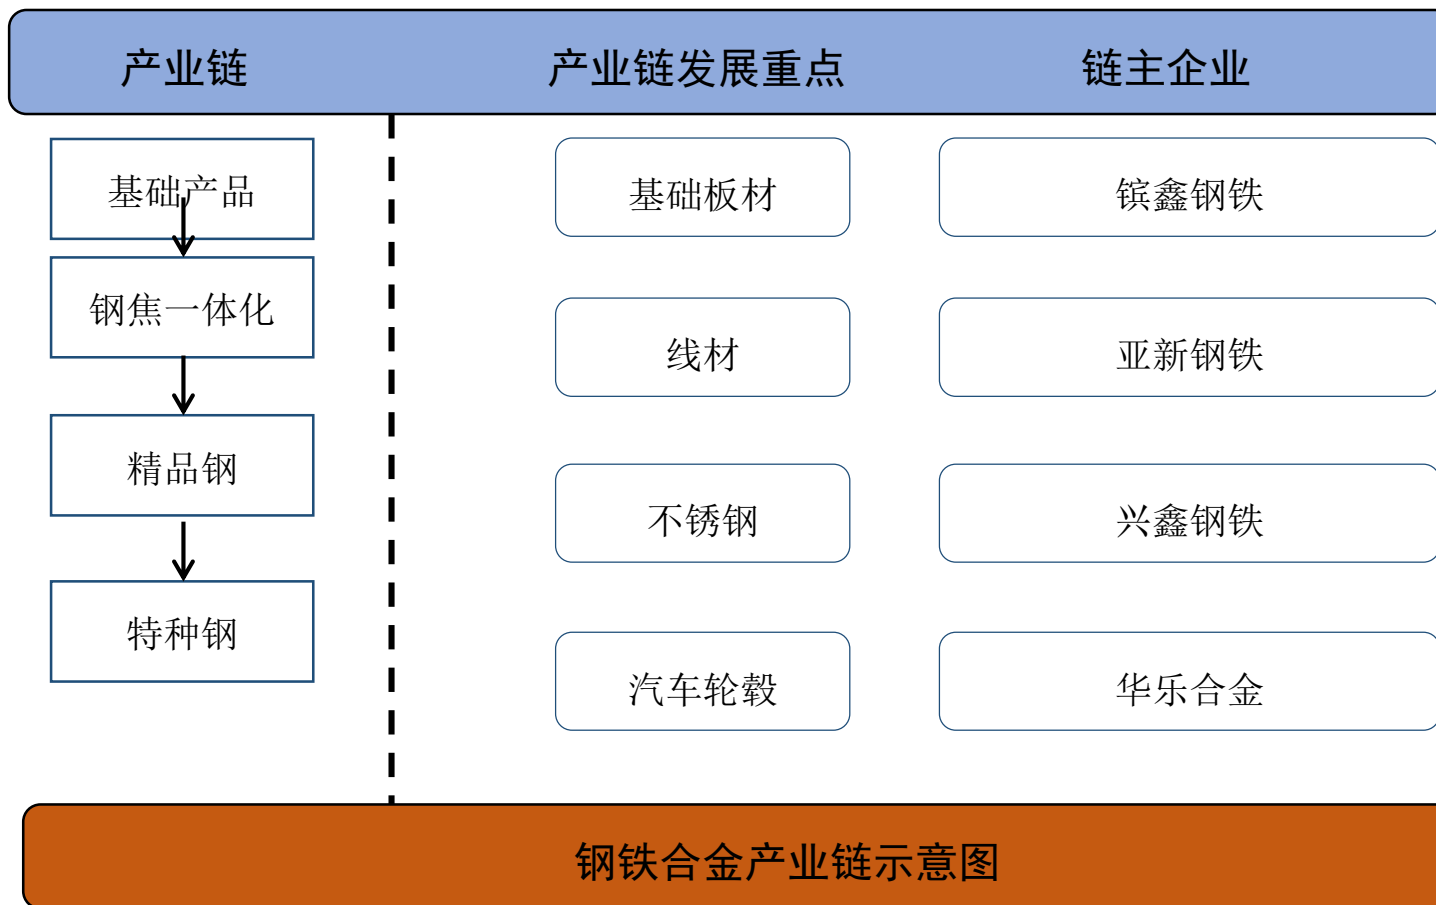 产业链 产业链发展重点 链主企业
基础产品 基础板材 镔鑫钢铁
钢焦一体化 线材 亚新钢铁
精品钢 不锈钢 兴鑫钢铁
特种钢 汽车轮毂 华乐合金
钢铁合金产业链示意图